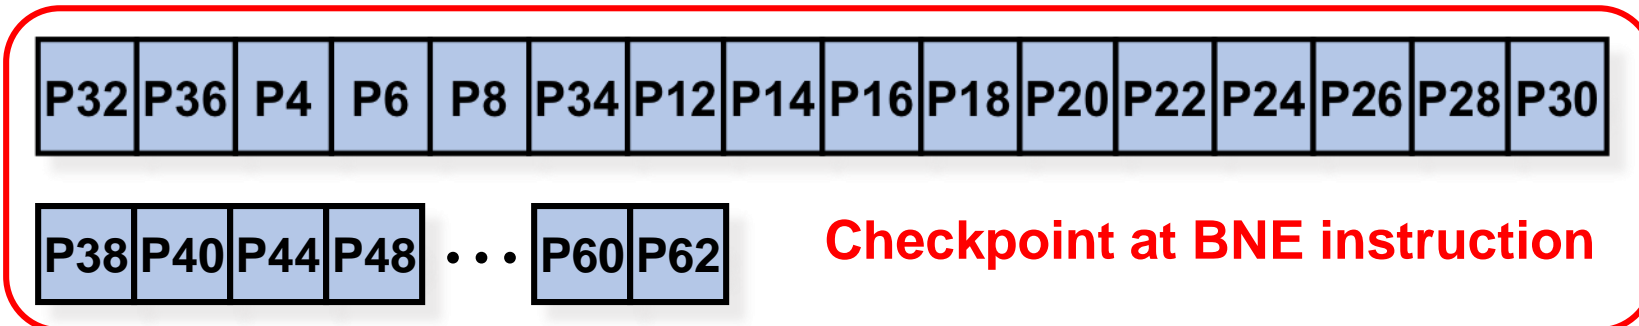 P32 P36 P4 P6 P8 P34 P12 P14 P16 P18 P20 P22 P24 P26 P28 P30
P38 P40 P44 P48 ... P60 P62 Checkpoint at BNE instruction